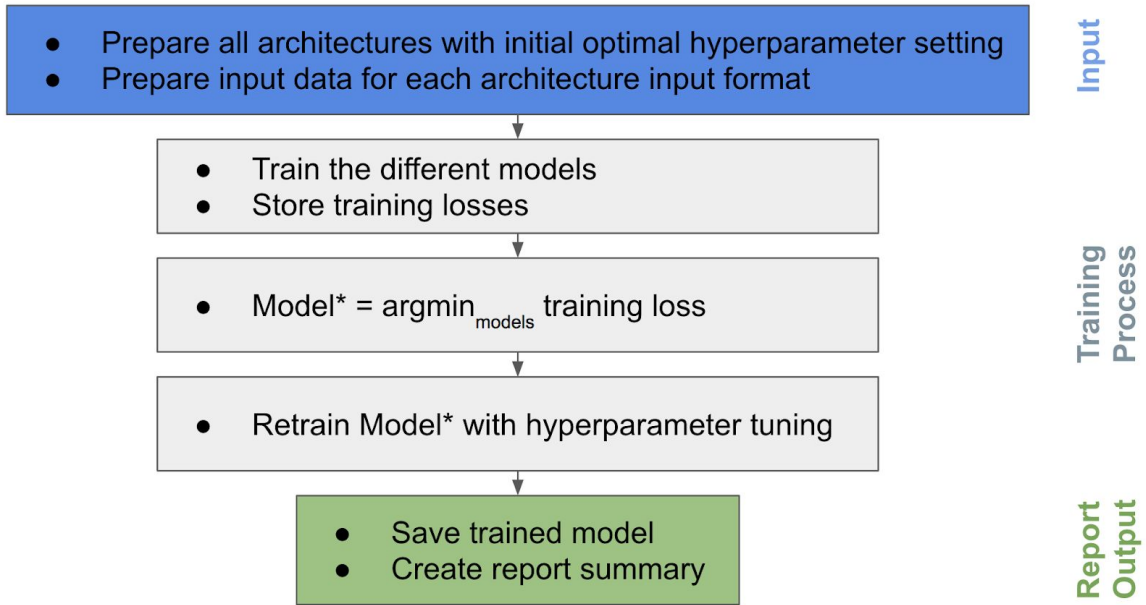 ● Prepare all architectures with initial optimal hyperparameter setting
● Prepare input data for each architecture input format
Input
● Train the different models
● Store training losses
● Model* = argmin_models training loss
● Retrain Model* with hyperparameter tuning
Training
Process
● Save trained model
● Create report summary
Report
Output